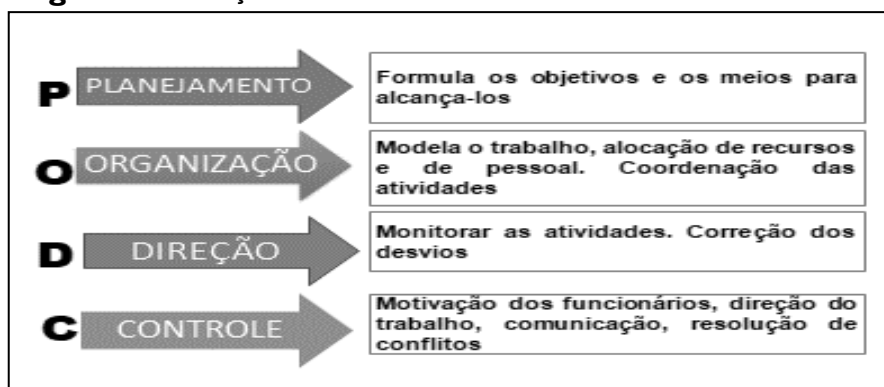 P PLANEJAMENTO
Formula os objetivos e os meios para
alcança-los
O ORGANIZAÇÃO
Modela o trabalho, alocação de recursos
e de pessoal. Coordenação das
atividades
D DIREÇÃO
Monitorar as atividades. Correção dos
desvios
C CONTROLE
Motivação dos funcionários, direção do
trabalho, comunicação, resolução de
conflitos